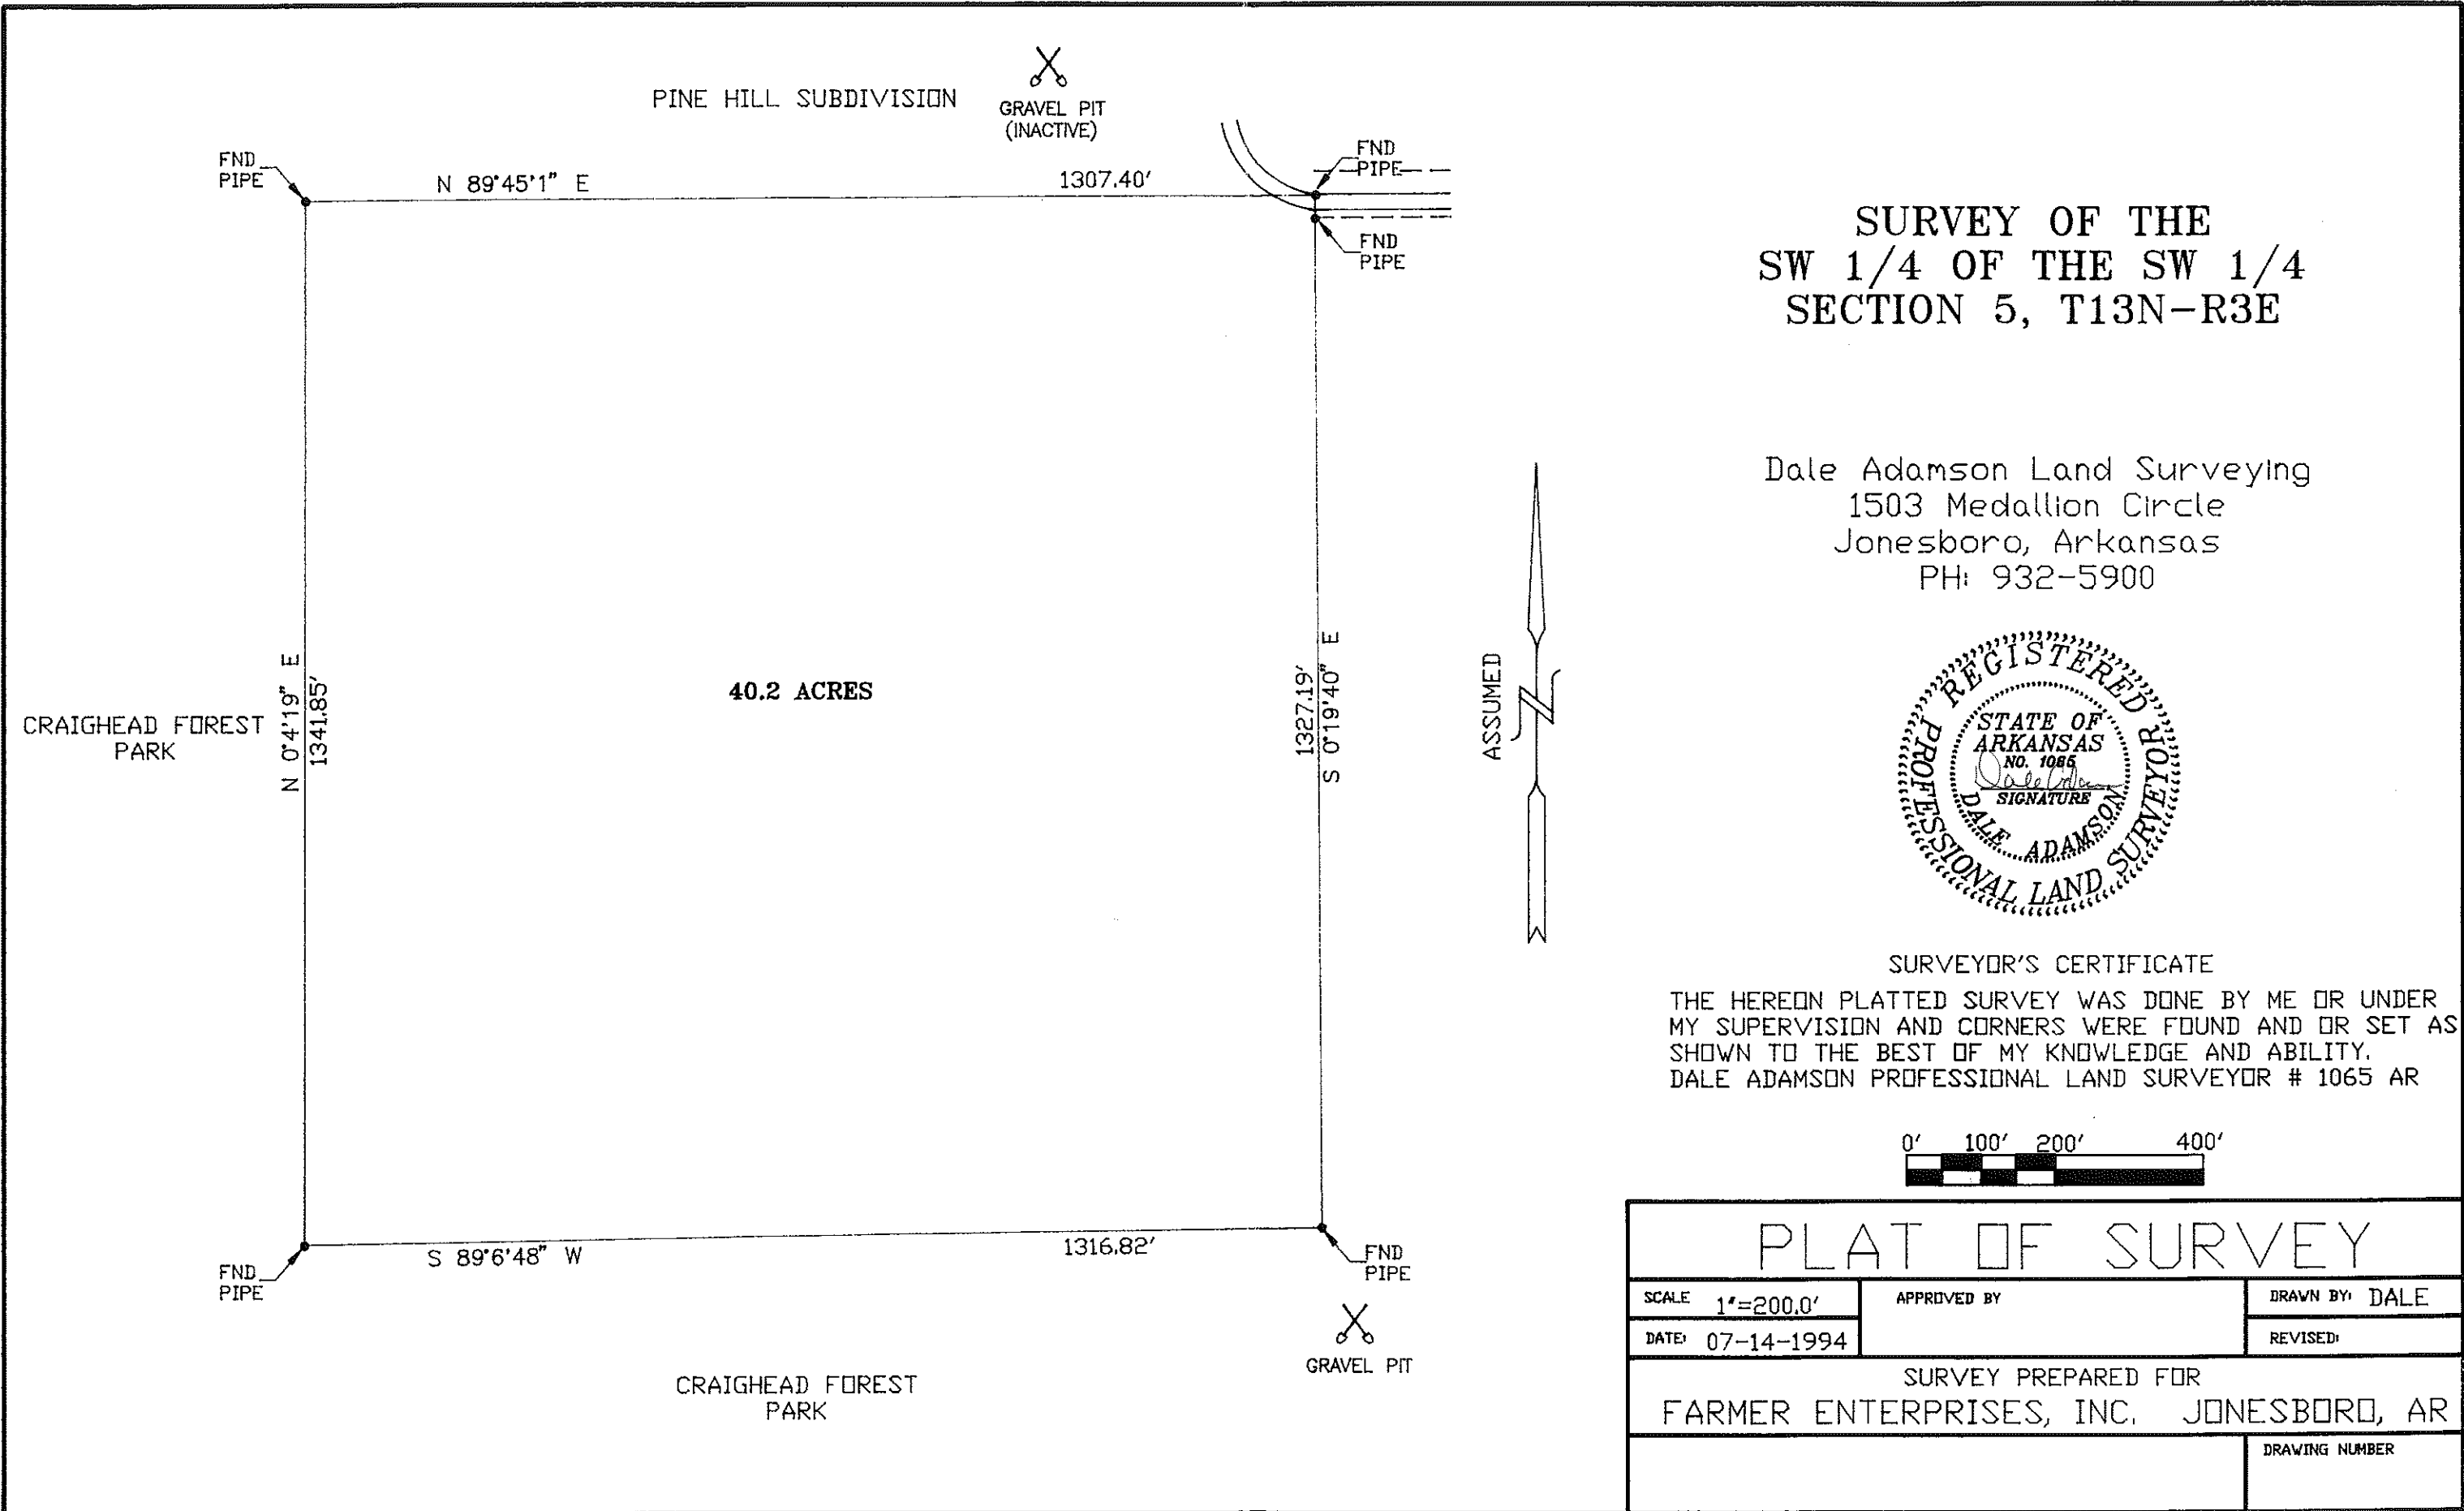 PINE HILL SUBDIVISION
GRAVEL PIT
(INACTIVE)
FND
PIPE
N 89°45'1" E
1307.40'
FND
PIPE
FND
PIPE
SURVEY OF THE
SW 1/4 OF THE SW 1/4
SECTION 5, T13N-R3E
Dale Adamson Land Surveying
1503 Medallion Circle
Jonesboro, Arkansas
PH: 932-5900
CRAIGHEAD FOREST
PARK
N 0°4'19" E
1341.85'
40.2 ACRES
1327.19'
S 0°19'40" E
ASSUMED
N
REGISTERED
PROFESSIONAL LAND SURVEYOR
STATE OF
ARKANSAS
NO. 1065
SIGNATURE
DALE ADAMSON
SURVEYOR'S CERTIFICATE
THE HEREON PLATTED SURVEY WAS DONE BY ME OR UNDER
MY SUPERVISION AND CORNERS WERE FOUND AND OR SET AS
SHOWN TO THE BEST OF MY KNOWLEDGE AND ABILITY.
DALE ADAMSON PROFESSIONAL LAND SURVEYOR # 1065 AR
0' 100' 200' 400'
S 89°6'48" W
1316.82'
FND
PIPE
FND
PIPE
GRAVEL PIT
CRAIGHEAD FOREST
PARK
PLAT OF SURVEY
SCALE 1"=200.0'
APPROVED BY
DRAWN BY: DALE
DATE: 07-14-1994
REVISED:
SURVEY PREPARED FOR
FARMER ENTERPRISES, INC. JONESBORO, AR
DRAWING NUMBER